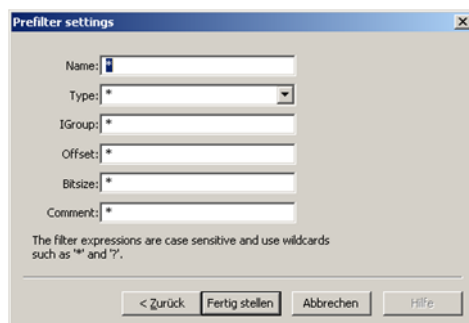 Prefilter settings
Name: *
Type: *
IGroup: *
Offset: *
Bitsize: *
Comment: *
The filter expressions are case sensitive and use wildcards
such as '*' and '?'.
< Zurück Fertig stellen Abbrechen Hilfe